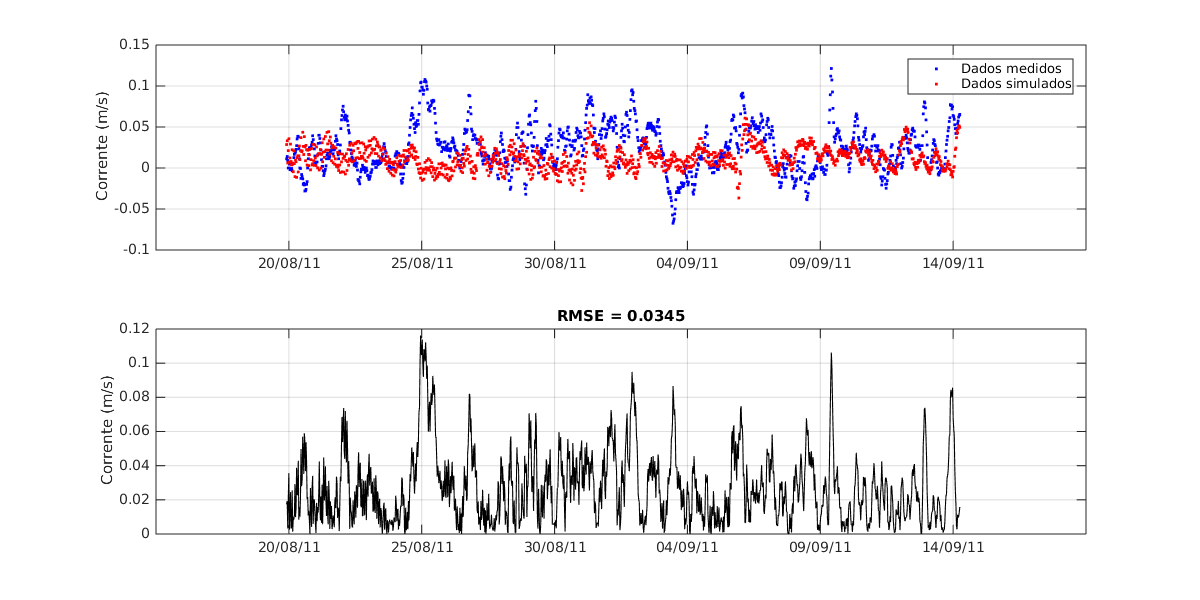 0.15
0.1
0.05
0
-0.05
-0.1
Corrente (m/s)
Dados medidos
Dados simulados
20/08/11 25/08/11 30/08/11 04/09/11 09/09/11 14/09/11
RMSE = 0.0345
0.12
0.1
0.08
0.06
0.04
0.02
0
Corrente (m/s)
20/08/11 25/08/11 30/08/11 04/09/11 09/09/11 14/09/11